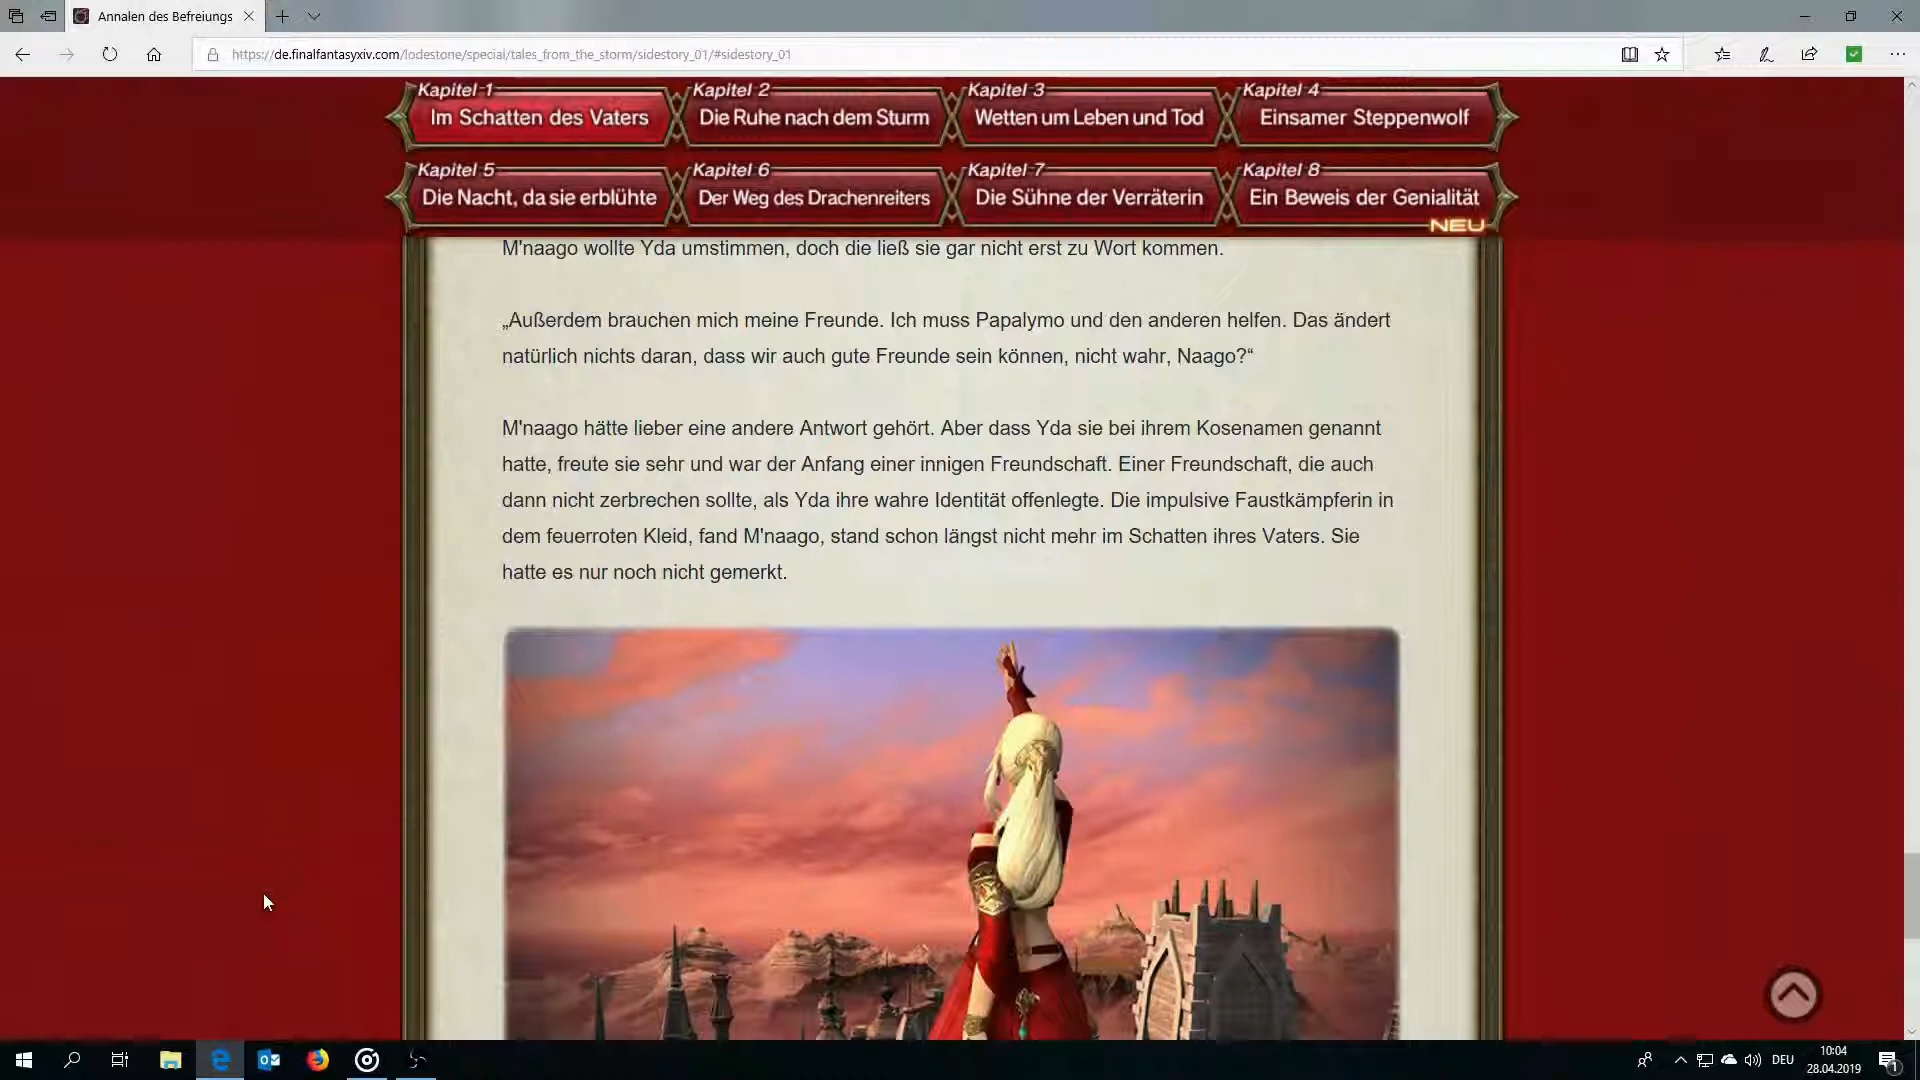 Annalen des Befreiungs
https://de.finalfantasyxiv.com/lodestone/special/tales_from_the_storm/sidestory_01/#sidestory_01
Kapitel 1
Im Schatten des Vaters
Kapitel 2
Die Ruhe nach dem Sturm
Kapitel 3
Wetten um Leben und Tod
Kapitel 4
Einsamer Steppenwolf
Kapitel 5
Die Nacht, da sie erblühte
Kapitel 6
Der Weg des Drachenreiters
Kapitel 7
Die Sühne der Verräterin
Kapitel 8
Ein Beweis der Genialität
NEU
M'naago wollte Yda umstimmen, doch die ließ sie gar nicht erst zu Wort kommen.
„Außerdem brauchen mich meine Freunde. Ich muss Papalymo und den anderen helfen. Das ändert
natürlich nichts daran, dass wir auch gute Freunde sein können, nicht wahr, Naago?“
M'naago hätte lieber eine andere Antwort gehört. Aber dass Yda sie bei ihrem Kosenamen genannt
hatte, freute sie sehr und war der Anfang einer innigen Freundschaft. Einer Freundschaft, die auch
dann nicht zerbrechen sollte, als Yda ihre wahre Identität offenlegte. Die impulsive Faustkämpferin in
dem feuerroten Kleid, fand M'naago, stand schon längst nicht mehr im Schatten ihres Vaters. Sie
hatte es nur noch nicht gemerkt.
DEU
10:04
28.04.2019
1